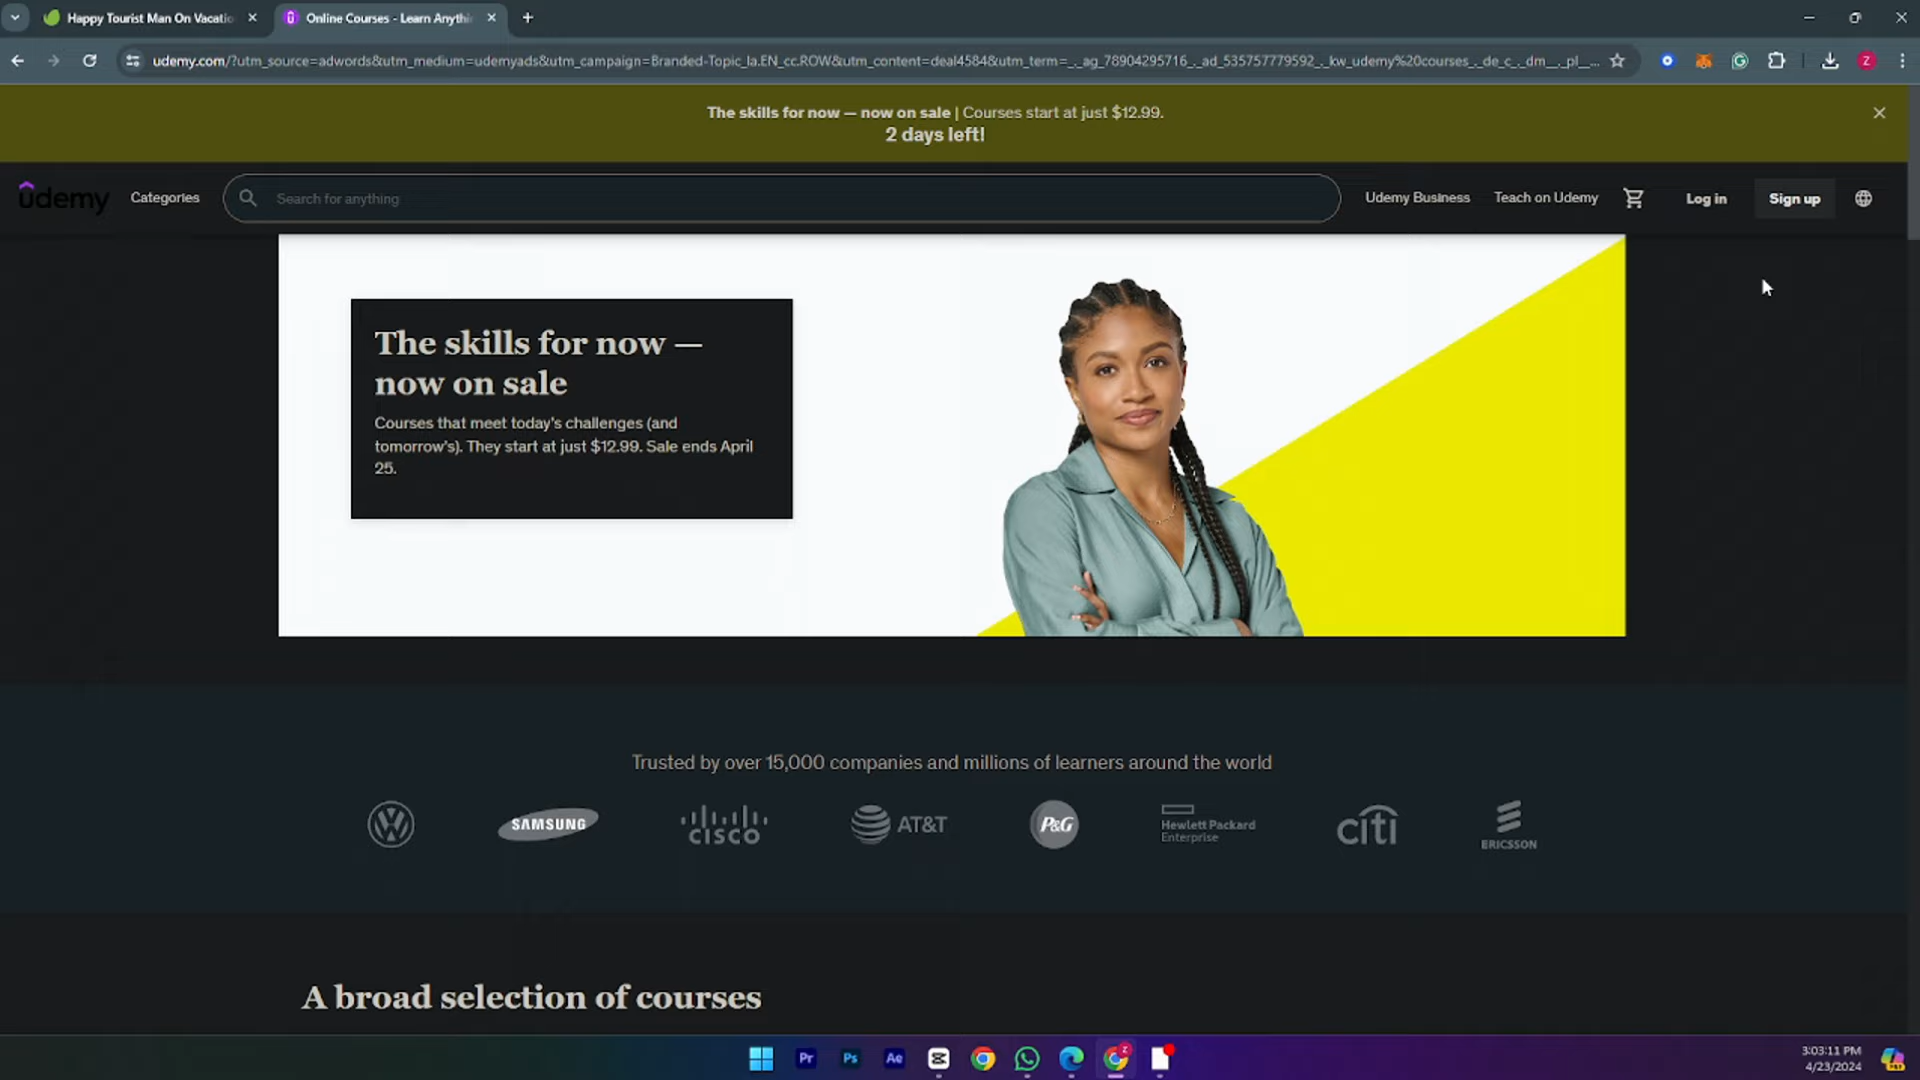 Happy Tourist Man On Vacatio
Online Courses - Learn Anythi
udemy.com/?utm_source=adwords&utm_medium=udemyads&utm_campaign=Branded-Topic_la.EN_cc.ROW&utm_content=deal4584&utm_term=_._ag_78904295716_._ad_535757779592_._kw_udemy%20courses_._de_c_._dm__._pl__...
Z
The skills for now — now on sale | Courses start at just $12.99.
2 days left!
udemy
Categories
Search for anything
Udemy Business
Teach on Udemy
Log in
Sign up
The skills for now —
now on sale
Courses that meet today's challenges (and
tomorrow's). They start at just $12.99. Sale ends April
25.
Trusted by over 15,000 companies and millions of learners around the world
SAMSUNG
CISCO
AT&T
P&G
Hewlett Packard
Enterprise
citi
ERICSSON
A broad selection of courses
Pr
Ps
Ae
Z
3:03:11 PM
4/23/2024